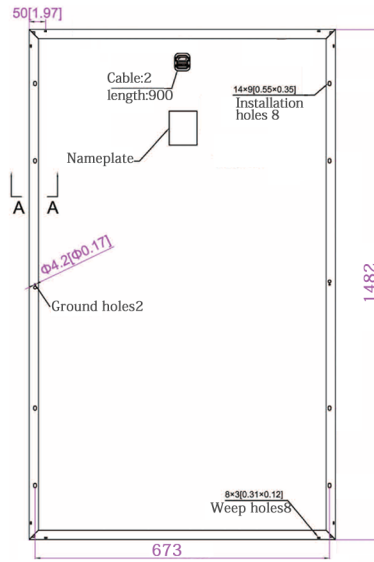 50[1.97]
Cable:2
length:900
14×9[0.55×0.35]
Installation
holes 8
Nameplate
A A
Φ4.2[Φ0.17]
Ground holes2
1482
8×3[0.31×0.12]
Weep holes8
673